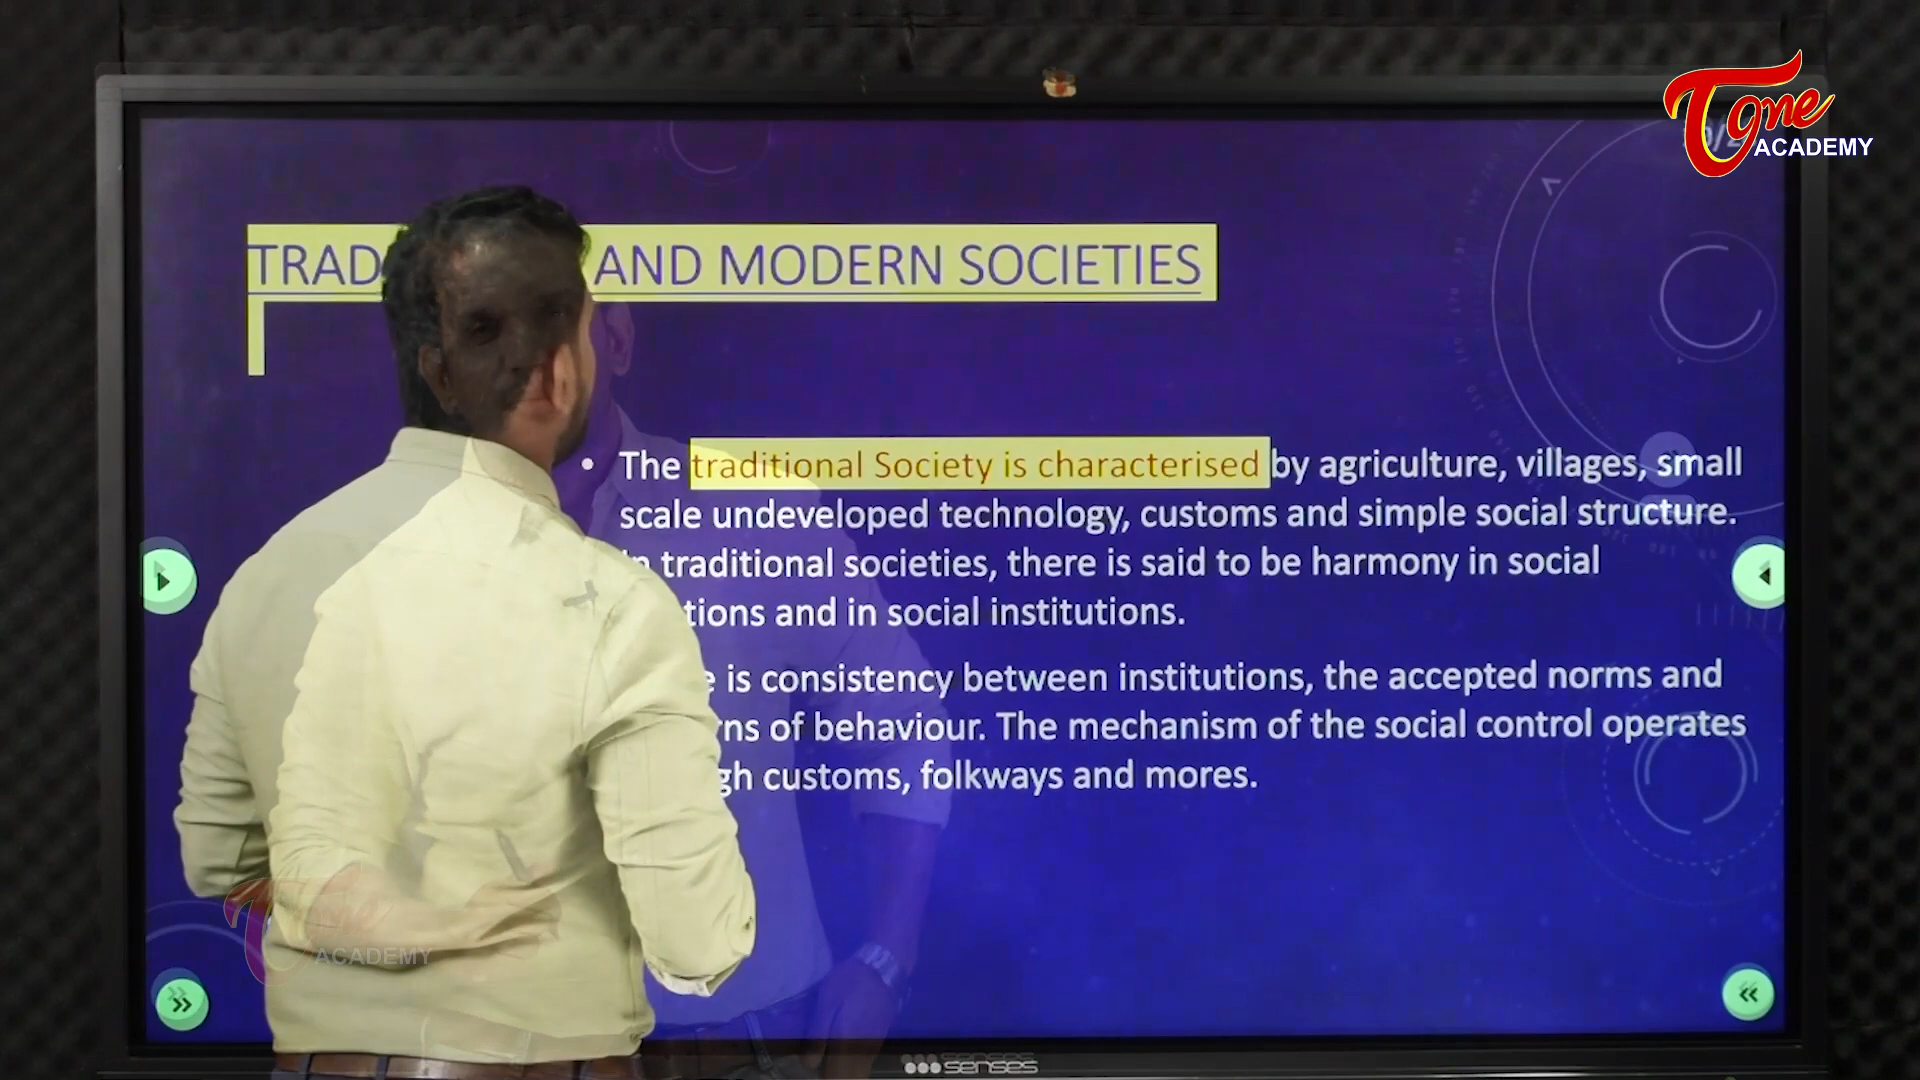 Tone
ACADEMY
TRAD AND MODERN SOCIETIES
• The traditional Society is characterised by agriculture, villages, small
scale undeveloped technology, customs and simple social structure.
traditional societies, there is said to be harmony in social
tions and in social institutions.
is consistency between institutions, the accepted norms and
rns of behaviour. The mechanism of the social control operates
gh customs, folkways and mores.
ACADEMY
senses